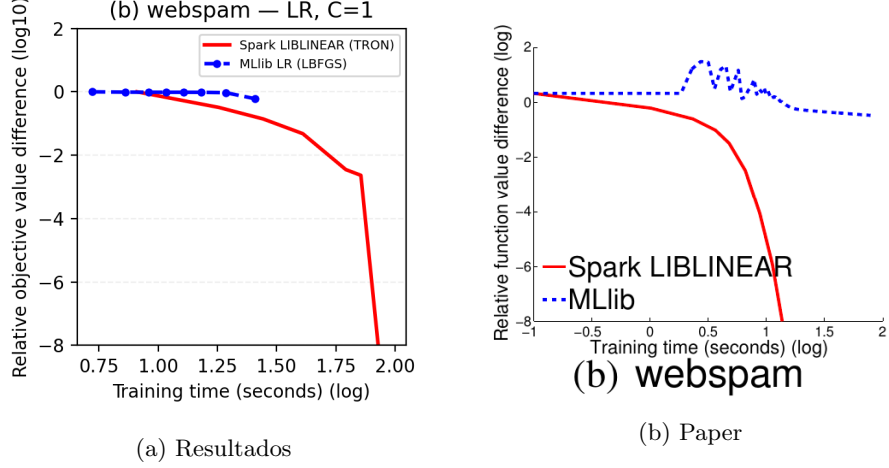 (b) webspam — LR, C=1
Relative objective value difference (log10)
2
0
−2
−4
−6
−8
Spark LIBLINEAR (TRON)
MLlib LR (LBFGS)
0.75 1.00 1.25 1.50 1.75 2.00
Training time (seconds) (log)
(a) Resultados
Relative function value difference (log)
2
0
−2
−4
−6
−8
Spark LIBLINEAR
MLlib
−1 −0.5 0 0.5 1 1.5 2
Training time (seconds) (log)
(b) webspam
(b) Paper